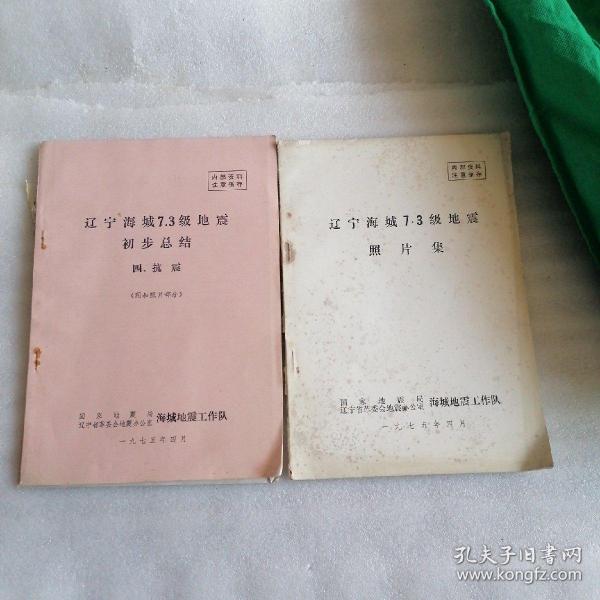 内部资料
注意保存
辽宁海城7.3级地震
初步总结
四、抗震
(图和照片部分)
国家地震局
辽宁省革委会地震办公室
海城地震工作队
一九七五年四月
内部资料
注意保存
辽宁海城7.3级地震
照片集
国家地震局
辽宁省革委会地震办公室
海城地震工作队
一九七五年四月
孔夫子旧书网
www.kongfz.com